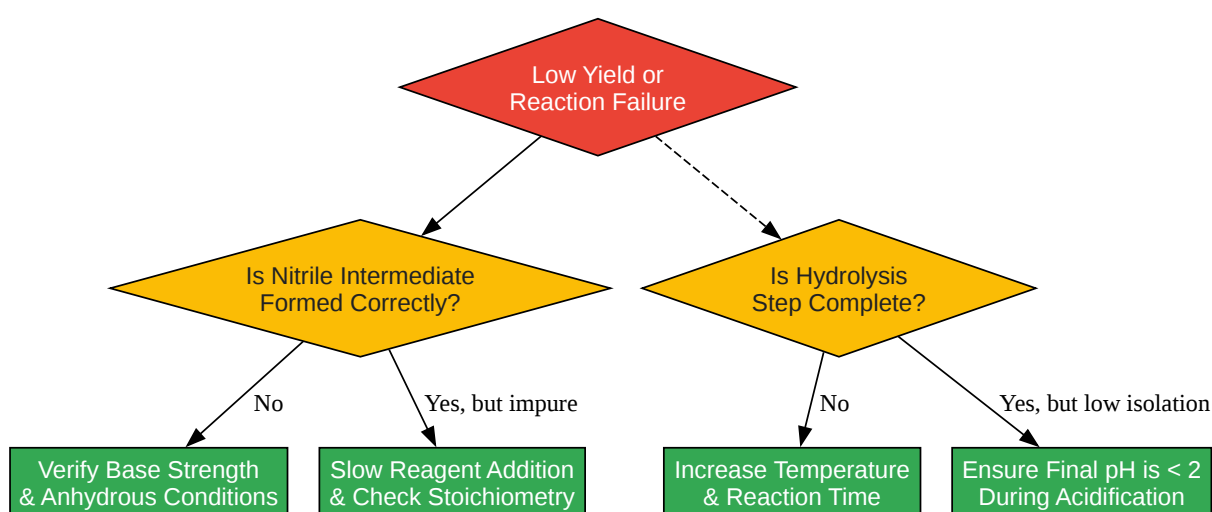 Low Yield or
Reaction Failure
Is Nitrile Intermediate
Formed Correctly?
Is Hydrolysis
Step Complete?
No
Yes, but impure
No
Yes, but low isolation
Verify Base Strength
& Anhydrous Conditions
Slow Reagent Addition
& Check Stoichiometry
Increase Temperature
& Reaction Time
Ensure Final pH is < 2
During Acidification